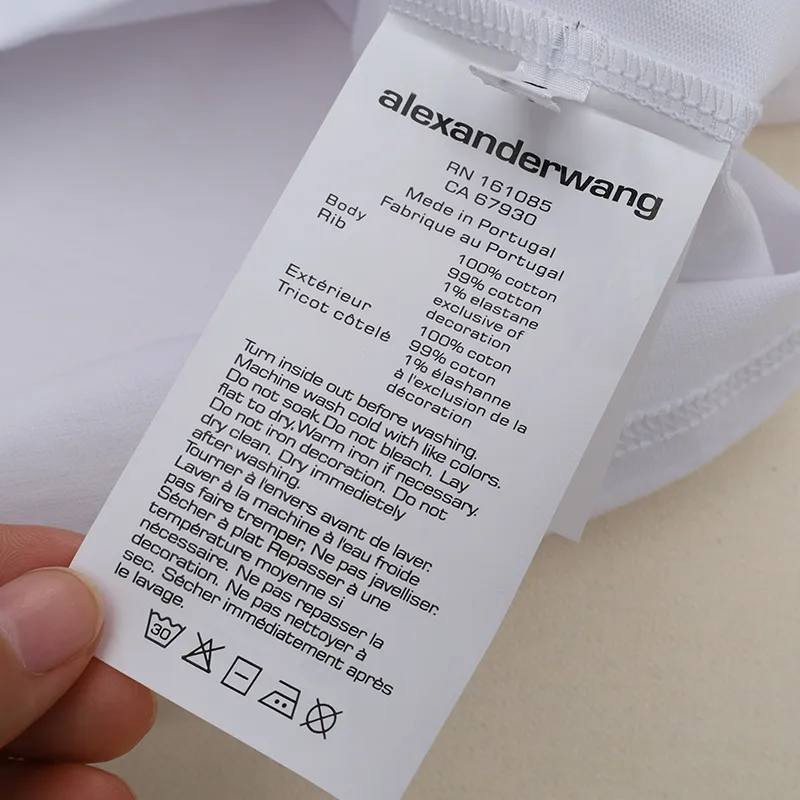 alexanderwang
RN 161085
CA 67930
Mede in Portugal
Fabrique au Portugal
Body
Rib
100% cotton
99% cotton
1% elastane
exclusive of
decoration
Extérieur
Tricot côtelé
100% coton
99% coton
1% élashanne
à l'exclusion de la
décoration
Turn inside out before washing.
Machine wash cold with like colors.
Do not soak. Do not bleach. Lay
flat to dry, Warm iron if necessary.
Do not iron decoration. Do not
dry clean. Dry immediately
after washing.
Tourner à l'envers avant de laver.
Laver à la machine à l'eau froide
pas faire tremper. Ne pas javelliser.
Sécher à plat Repasser à une
température moyenne si
nécessaire. Ne pas repasser la
decoration. Ne pas nettoyer à
sec. Sécher immédiatement après
le lavage.
30